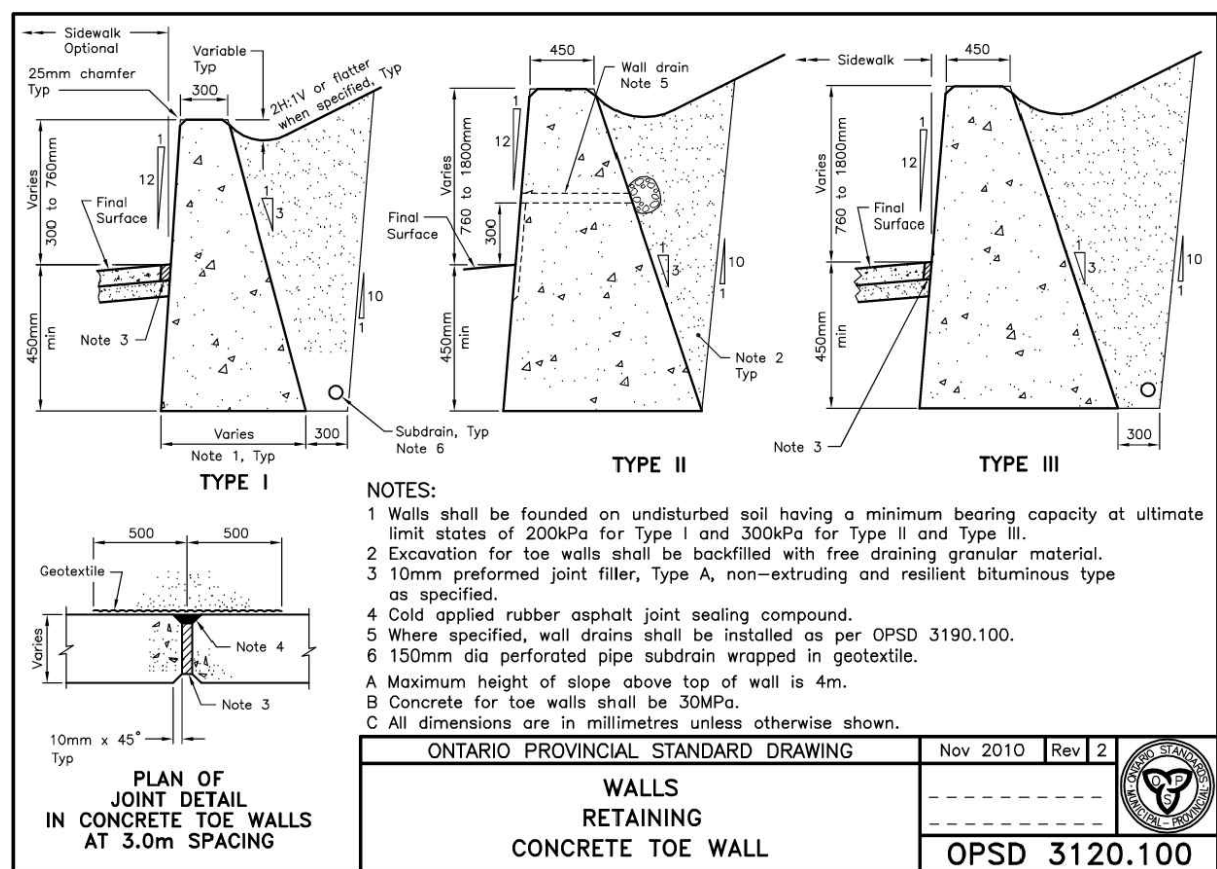 Sidewalk
Optional
25mm chamfer
Typ
Variable
Typ
300
2H:1V or flatter
when specified, Typ
Varies
300 to 760mm
1
12
1
3
Final
Surface
450mm
min
Note 3
10
1
Varies
Note 1, Typ
300
Subdrain, Typ
Note 6
TYPE I
450
Wall drain
Note 5
1
12
Varies
760 to 1800mm
Final
Surface
300
450mm
min
1
3
10
1
Note 2
Typ
TYPE II
Sidewalk
450
1
12
Varies
760 to 1800mm
Final
Surface
450mm
min
1
3
10
1
Note 3
300
TYPE III
500
500
Geotextile
Varies
Note 4
Note 3
10mm x 45°
Typ
PLAN OF
JOINT DETAIL
IN CONCRETE TOE WALLS
AT 3.0m SPACING
NOTES:
1 Walls shall be founded on undisturbed soil having a minimum bearing capacity at ultimate
limit states of 200kPa for Type I and 300kPa for Type II and Type III.
2 Excavation for toe walls shall be backfilled with free draining granular material.
3 10mm preformed joint filler, Type A, non-extruding and resilient bituminous type
as specified.
4 Cold applied rubber asphalt joint sealing compound.
5 Where specified, wall drains shall be installed as per OPSD 3190.100.
6 150mm dia perforated pipe subdrain wrapped in geotextile.
A Maximum height of slope above top of wall is 4m.
B Concrete for toe walls shall be 30MPa.
C All dimensions are in millimetres unless otherwise shown.
ONTARIO PROVINCIAL STANDARD DRAWING
Nov 2010
Rev
2
WALLS
RETAINING
CONCRETE TOE WALL
ONTARIO STANDARDS
MUNICIPAL-PROVINCIAL
O P
S
OPSD 3120.100